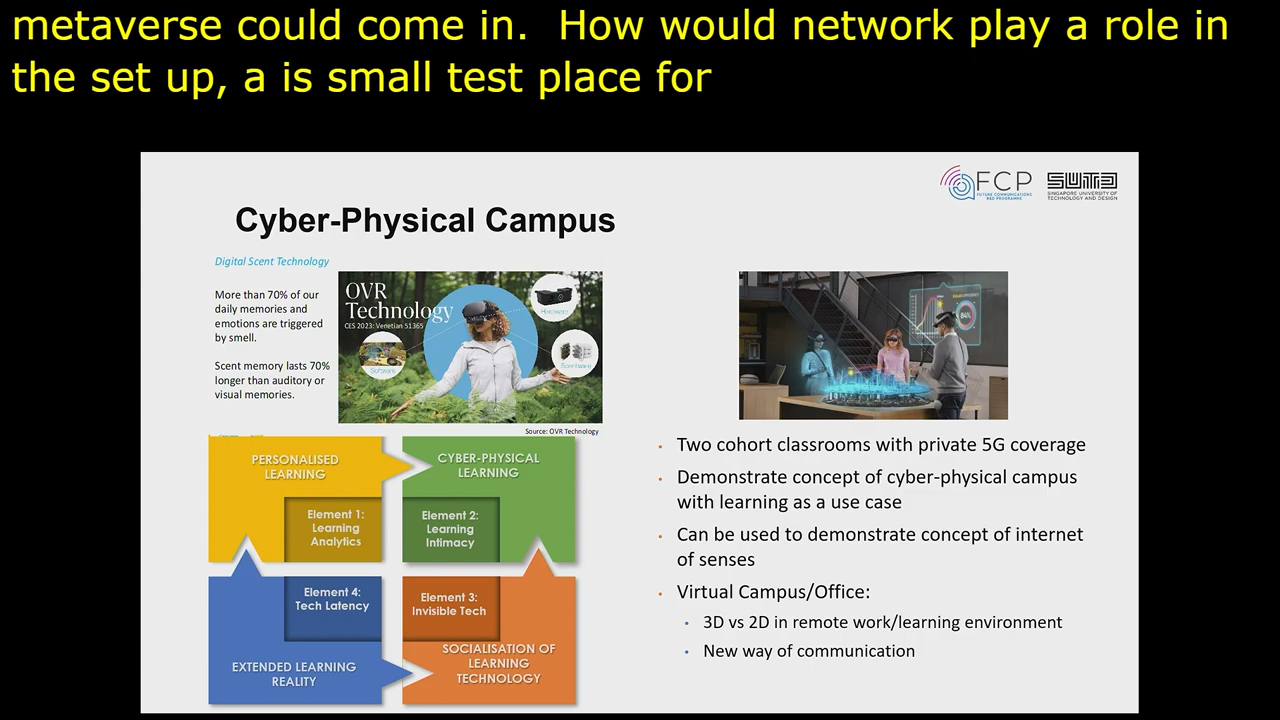 metaverse could come in.  How would network play a role in
the set up, a is small test place for
FCP
FUTURE COMMUNICATIONS
R&D PROGRAMME
SUTD
SINGAPORE UNIVERSITY OF
TECHNOLOGY AND DESIGN
Cyber-Physical Campus
Digital Scent Technology
More than 70% of our
daily memories and
emotions are triggered
by smell.
Scent memory lasts 70%
longer than auditory or
visual memories.
OVR
Technology
CES 2023: Venetian 51365
Hardware
Software
Scentware
84%
Source: OVR Technology
PERSONALISED
LEARNING
CYBER-PHYSICAL
LEARNING
Element 1:
Learning
Analytics
Element 2:
Learning
Intimacy
Element 4:
Tech Latency
Element 3:
Invisible Tech
EXTENDED LEARNING
REALITY
SOCIALISATION OF
LEARNING
TECHNOLOGY
• Two cohort classrooms with private 5G coverage
• Demonstrate concept of cyber-physical campus
with learning as a use case
• Can be used to demonstrate concept of internet
of senses
• Virtual Campus/Office:
• 3D vs 2D in remote work/learning environment
• New way of communication